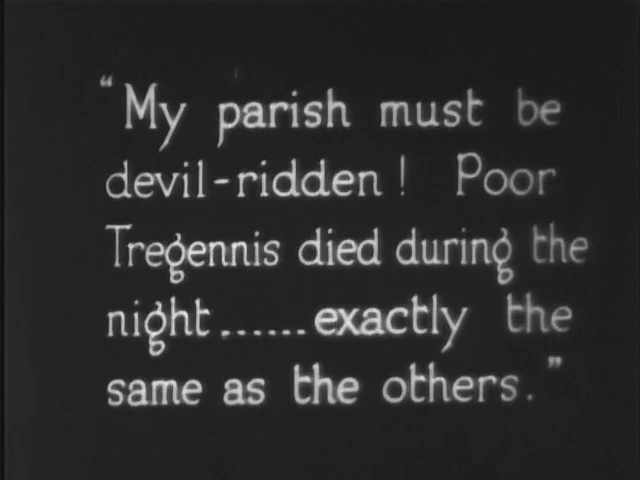 "My parish must be
devil-ridden! Poor
Tregennis died during the
night......exactly the
same as the others."